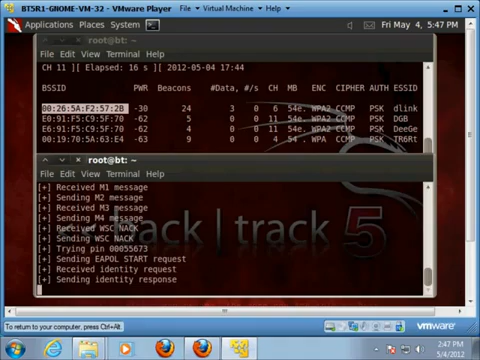 BT5R1-GNOME-VM-32 - VMware Player File Virtual Machine Help
Applications Places System Fri May 4, 5:47 PM
root@bt: ~
File Edit View Terminal Help
CH 11 ][ Elapsed: 16 s ][ 2012-05-04 17:44
BSSID PWR Beacons #Data, #/s CH MB ENC CIPHER AUTH ESSID
00:26:5A:F2:57:2B -30 24 3 0 6 54e. WPA2 CCMP PSK dlink
E0:91:F5:C9:5F:70 -62 5 0 0 11 54e. WPA2 CCMP PSK DGB
E6:91:F5:C9:5F:70 -62 4 0 0 11 54e. WPA2 CCMP PSK DeeGe
00:19:70:5A:63:E4 -63 9 0 0 4 54 . WPA CCMP PSK TR6Rt
root@bt: ~
File Edit View Terminal Help
[+] Received M1 message
[+] Sending M2 message
[+] Received M3 message
[+] Sending M4 message
[+] Received WSC NACK
[+] Sending WSC NACK
[+] Trying pin 00055673
[+] Sending EAPOL START request
[+] Received identity request
[+] Sending identity response
back | track 5
To return to your computer, press Ctrl+Alt.
vmware
2:47 PM
5/4/2012